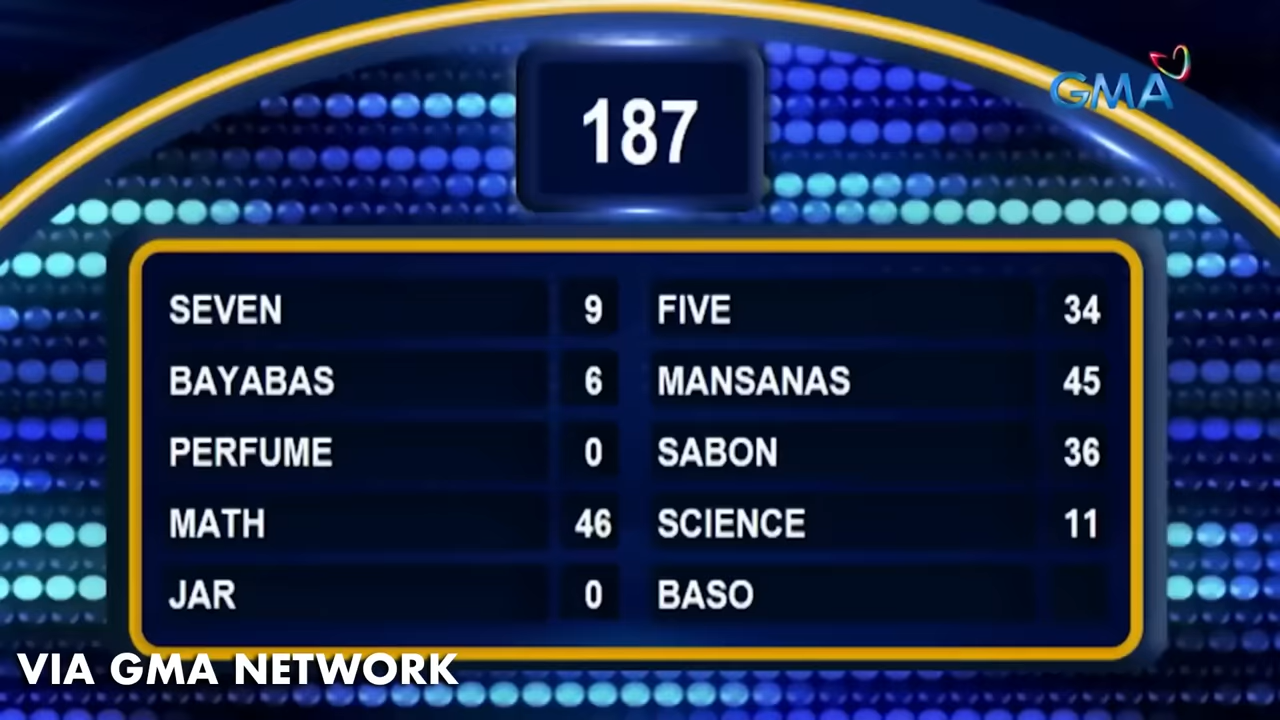 187
GMA
SEVEN 9 FIVE 34
BAYABAS 6 MANSANAS 45
PERFUME 0 SABON 36
MATH 46 SCIENCE 11
JAR 0 BASO
VIA GMA NETWORK